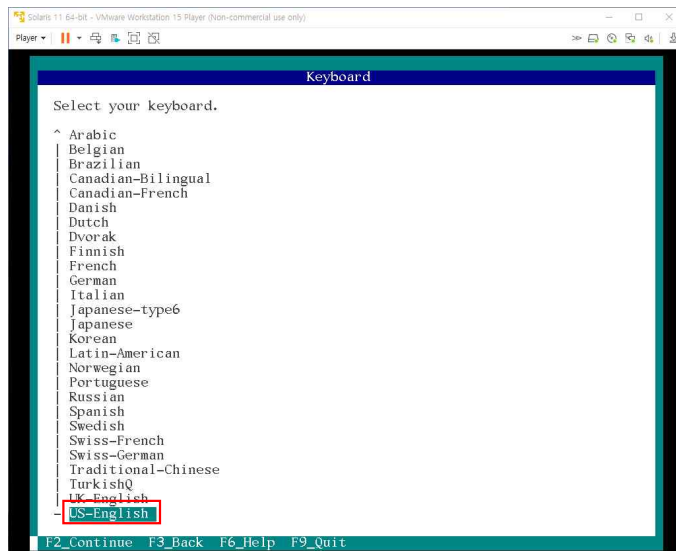 Solaris 11 64-bit - VMware Workstation 15 Player (Non-commercial use only)
Player
Keyboard
Select your keyboard.
^ Arabic
| Belgian
| Brazilian
| Canadian-Bilingual
| Canadian-French
| Danish
| Dutch
| Dvorak
| Finnish
| French
| German
| Italian
| Japanese-type6
| Japanese
| Korean
| Latin-American
| Norwegian
| Portuguese
| Russian
| Spanish
| Swedish
| Swiss-French
| Swiss-German
| Traditional-Chinese
| TurkishQ
| UK-English
- US-English
F2_Continue F3_Back F6_Help F9_Quit